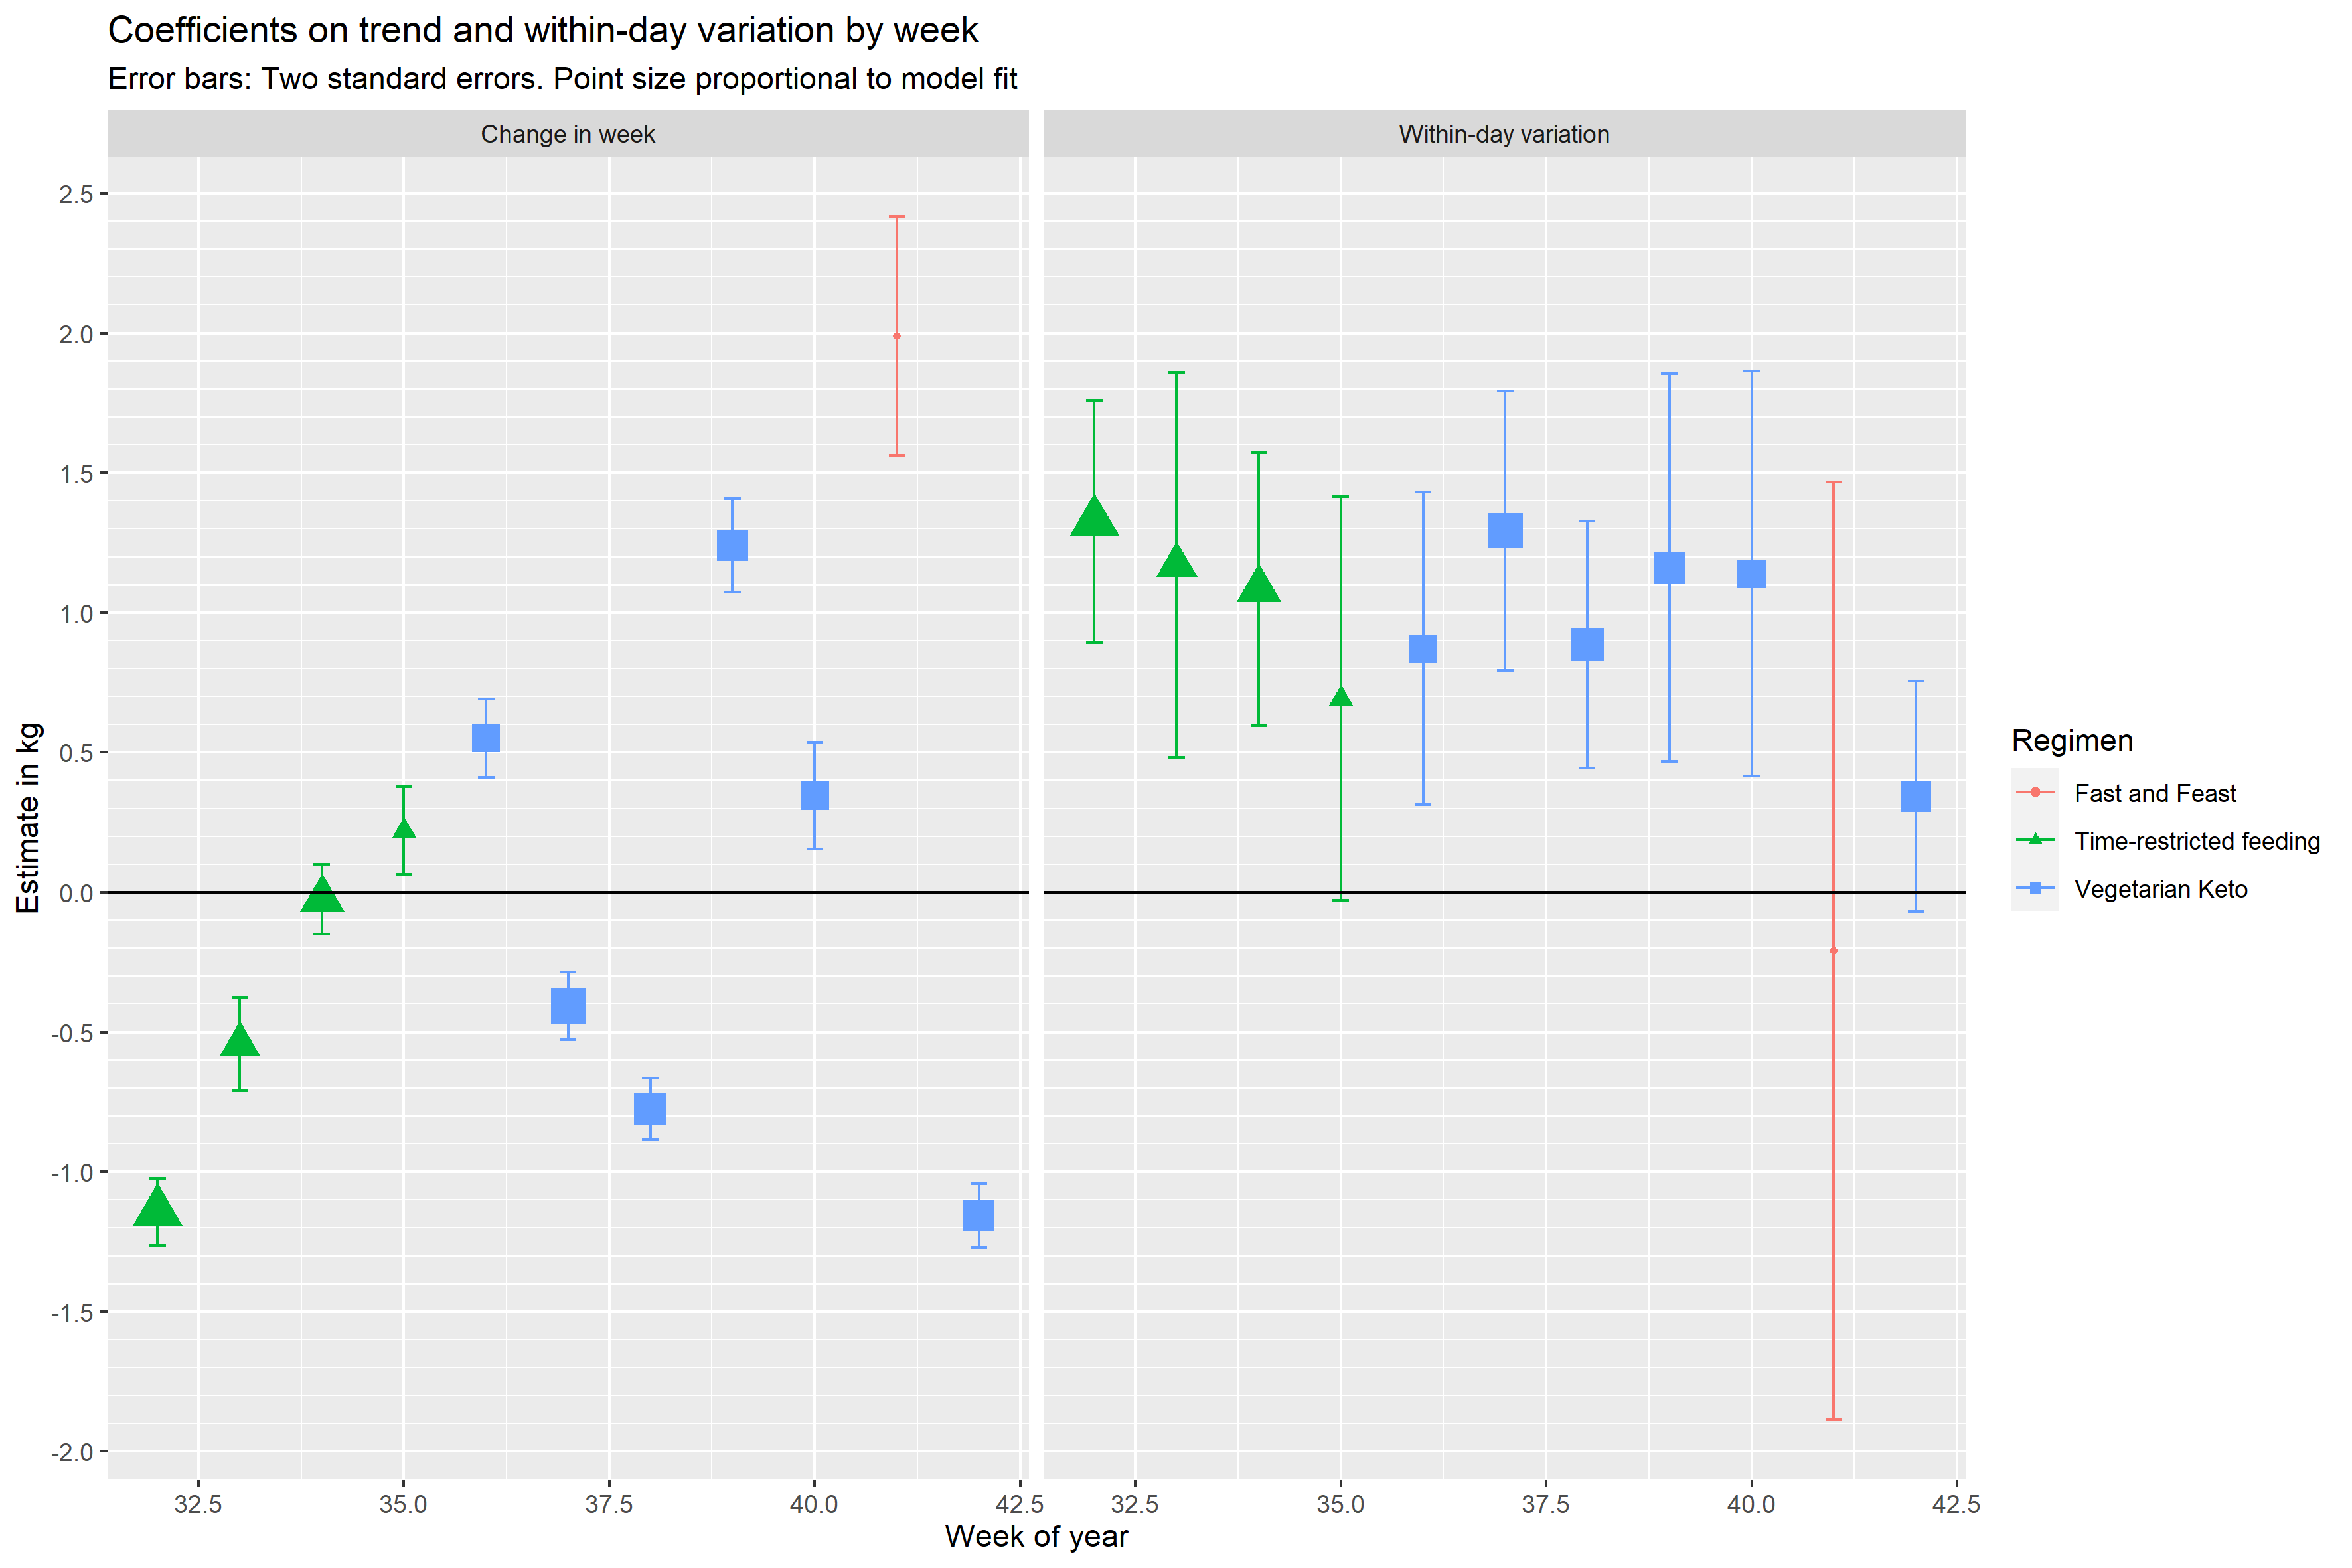 Coefficients on trend and within-day variation by week
Error bars: Two standard errors. Point size proportional to model fit
Change in week
Within-day variation
2.5
2.0
1.5
1.0
0.5
0.0
-0.5
-1.0
-1.5
-2.0
Estimate in kg
32.5 35.0 37.5 40.0 42.5
32.5 35.0 37.5 40.0 42.5
Week of year
Regimen
Fast and Feast
Time-restricted feeding
Vegetarian Keto